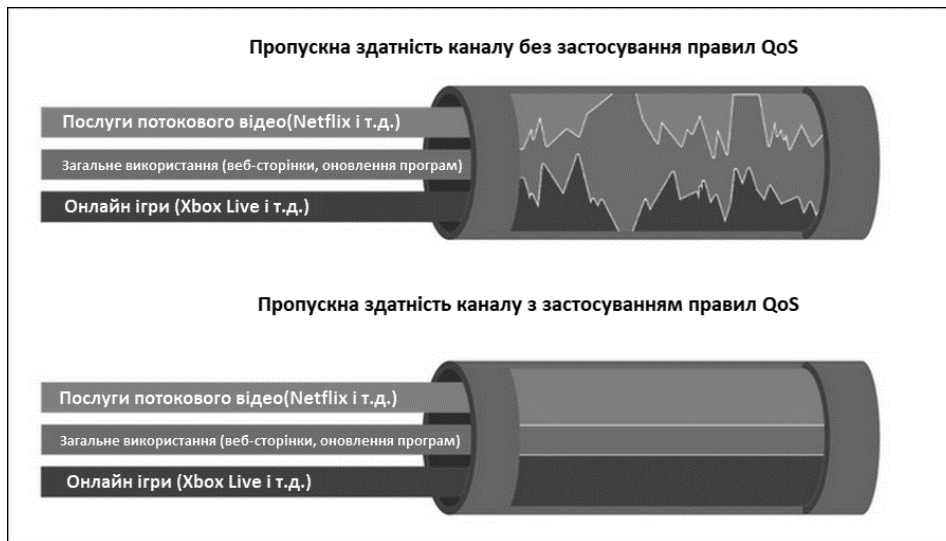 Пропускна здатність каналу без застосування правил QoS
Послуги потокового відео(Netflix і т.д.)
Загальне використання (веб-сторінки, оновлення програм)
Онлайн ігри (Xbox Live і т.д.)
Пропускна здатність каналу з застосуванням правил QoS
Послуги потокового відео(Netflix і т.д.)
Загальне використання (веб-сторінки, оновлення програм)
Онлайн ігри (Xbox Live і т.д.)